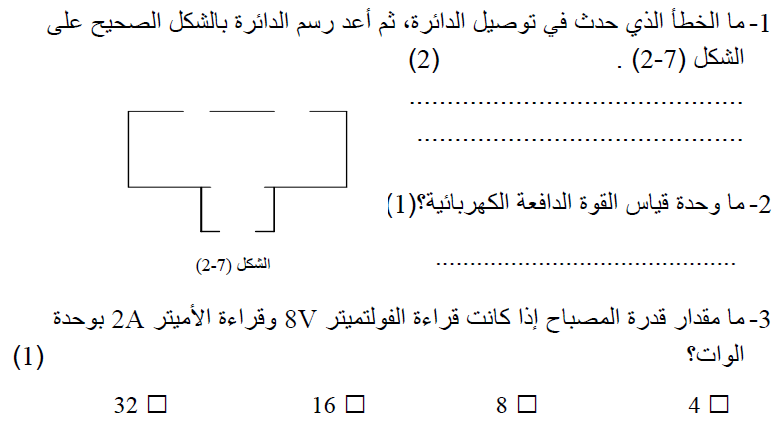 1- ما الخطأ الذي حدث في توصيل الدائرة، ثم أعد رسم الدائرة بالشكل الصحيح على
الشكل (7-2) . (2)
............................................
...........................................
2- ما وحدة قياس القوة الدافعة الكهربائية؟(1)
الشكل (7-2)
........................................
3- ما مقدار قدرة المصباح إذا كانت قراءة الفولتميتر 8V وقراءة الأميتر 2A بوحدة
الوات؟ (1)
□ 4 □ 8 □ 16 □ 32